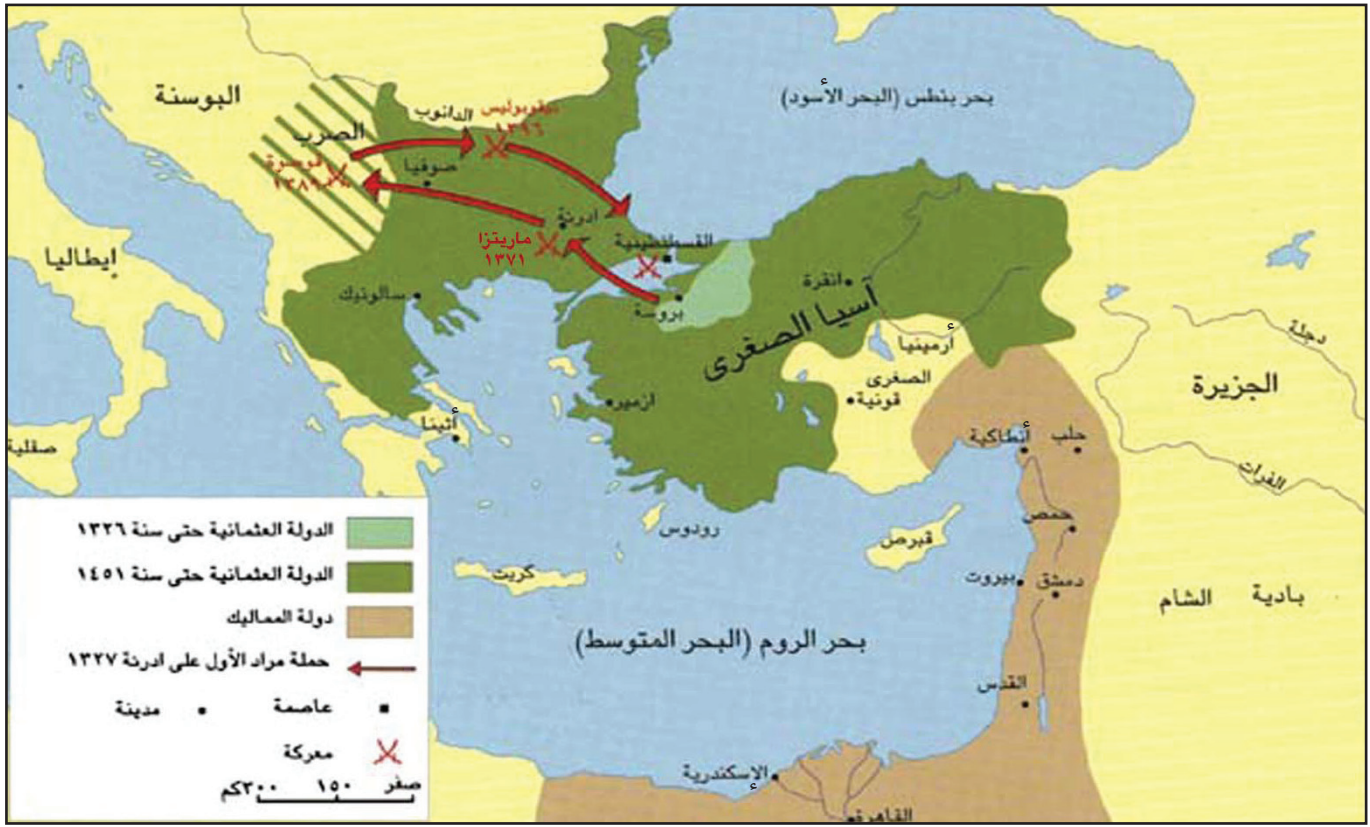 بحر بنطس (البحر الأسود)
البوسنة
الدانوب
نيقوبوليس
١٣٩٦
الصرب
قوصرة
١٣٨٩
صوفيا
ادرنة
ماريتزا
١٣٧١
القسطنطينية
إيطاليا
سالونيك
بروسة
انقرة
آسيا الصغرى
أرمينيا
الصغرى
قونية
دجلة
الجزيرة
الفرات
ازمير
أثينا
صقلية
أنطاكية
حلب
حمص
رودوس
قبرص
كريت
بيروت
دمشق
بادية الشام
بحر الروم (البحر المتوسط)
القدس
الإسكندرية
القاهرة
الدولة العثمانية حتى سنة ١٣٢٦
الدولة العثمانية حتى سنة ١٤٥١
دولة المماليك
حملة مراد الأول على ادرنة ١٣٢٧
عاصمة
مدينة
معركة
صفر ١٥٠ ٣٠٠كم